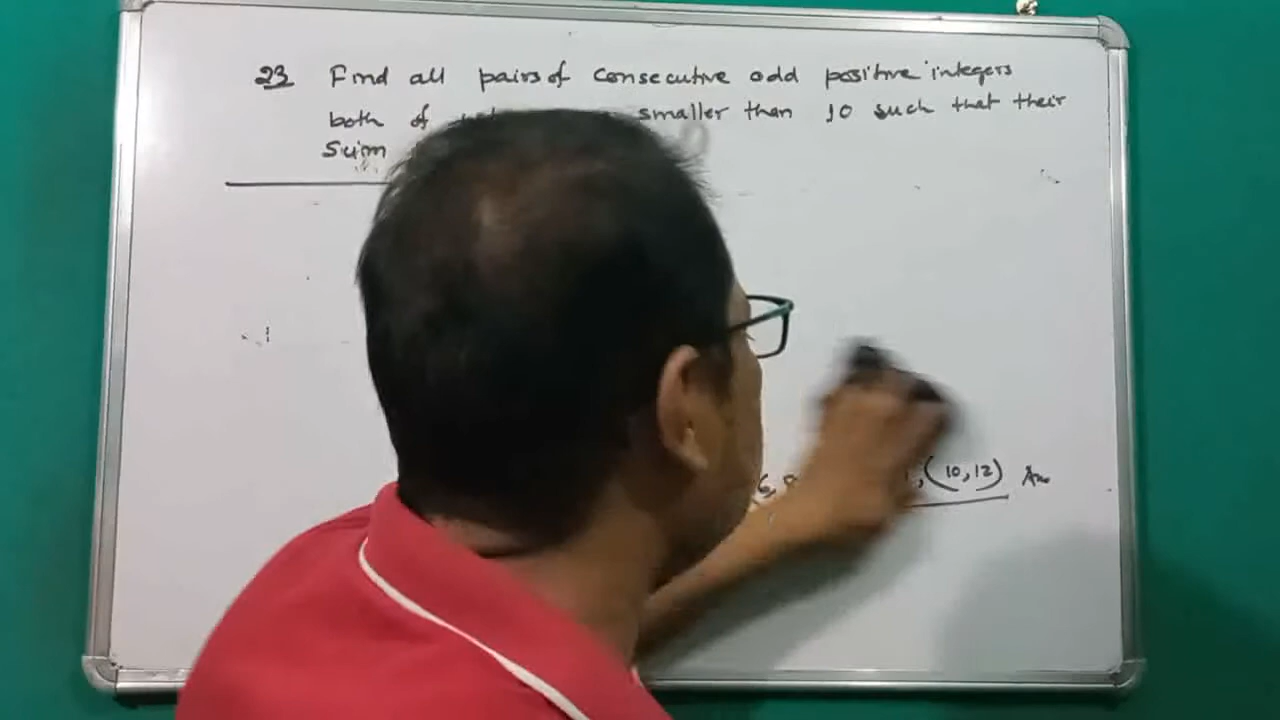 23 Find all pairs of consecutive odd positive integers
both of smaller than 10 such that their
Sum
(10,12) Ans